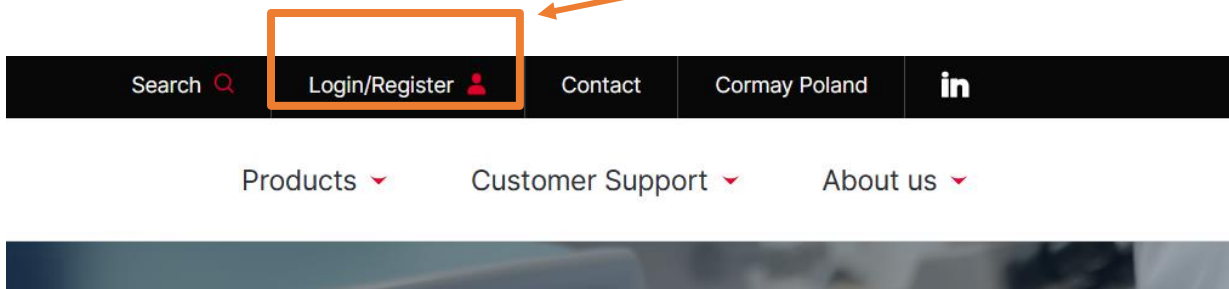 Search Login/Register Contact Cormay Poland in
Products Customer Support About us